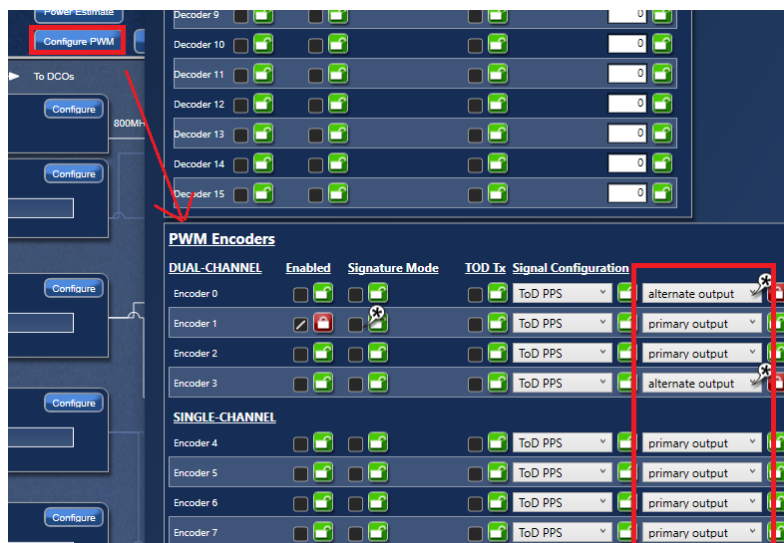 Power Estimate
Configure PWM
To DCOs
Configure
800MH
Configure
Configure
Configure
Configure
Decoder 9 0
Decoder 10 0
Decoder 11 0
Decoder 12 0
Decoder 13 0
Decoder 14 0
Decoder 15 0
PWM Encoders
DUAL-CHANNEL Enabled Signature Mode TOD Tx Signal Configuration
Encoder 0 ToD PPS alternate output
Encoder 1 ToD PPS primary output
Encoder 2 ToD PPS primary output
Encoder 3 ToD PPS alternate output
SINGLE-CHANNEL
Encoder 4 ToD PPS primary output
Encoder 5 ToD PPS primary output
Encoder 6 ToD PPS primary output
Encoder 7 ToD PPS primary output